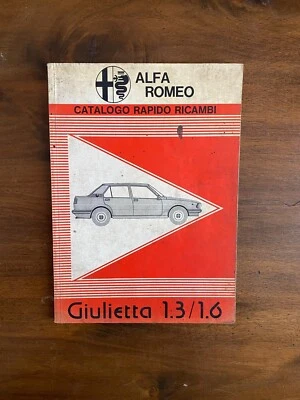 ALFA
ROMEO
CATALOGO RAPIDO RICAMBI
Giulietta 1.3/1.6